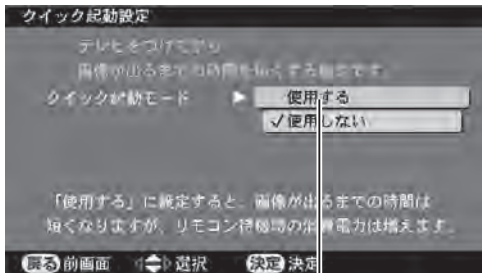 クイック起動設定
テレビをつけてから
画像が出るまでの時間を短くする設定です。
クイック起動モード ▶ 使用する
✓使用しない
「使用する」に設定すると、画像が出るまでの時間は
短くなりますが、リモコン待機時の消費電力は増えます。
戻る 前画面 選択 決定 決定